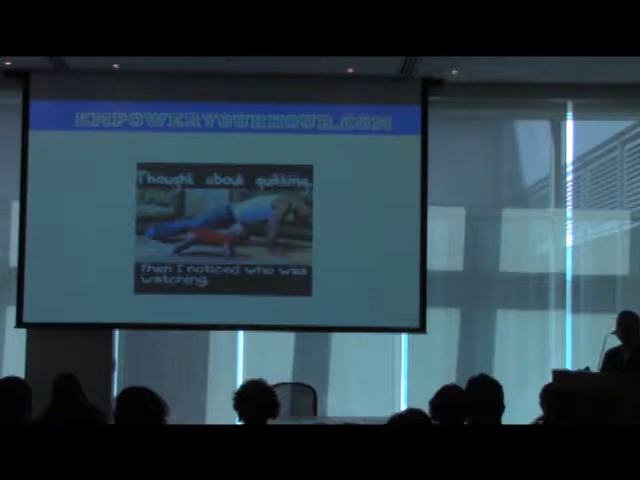 EMPOWERYOURHOUR.COM
Thought about quitting.
Then I noticed who was
watching.